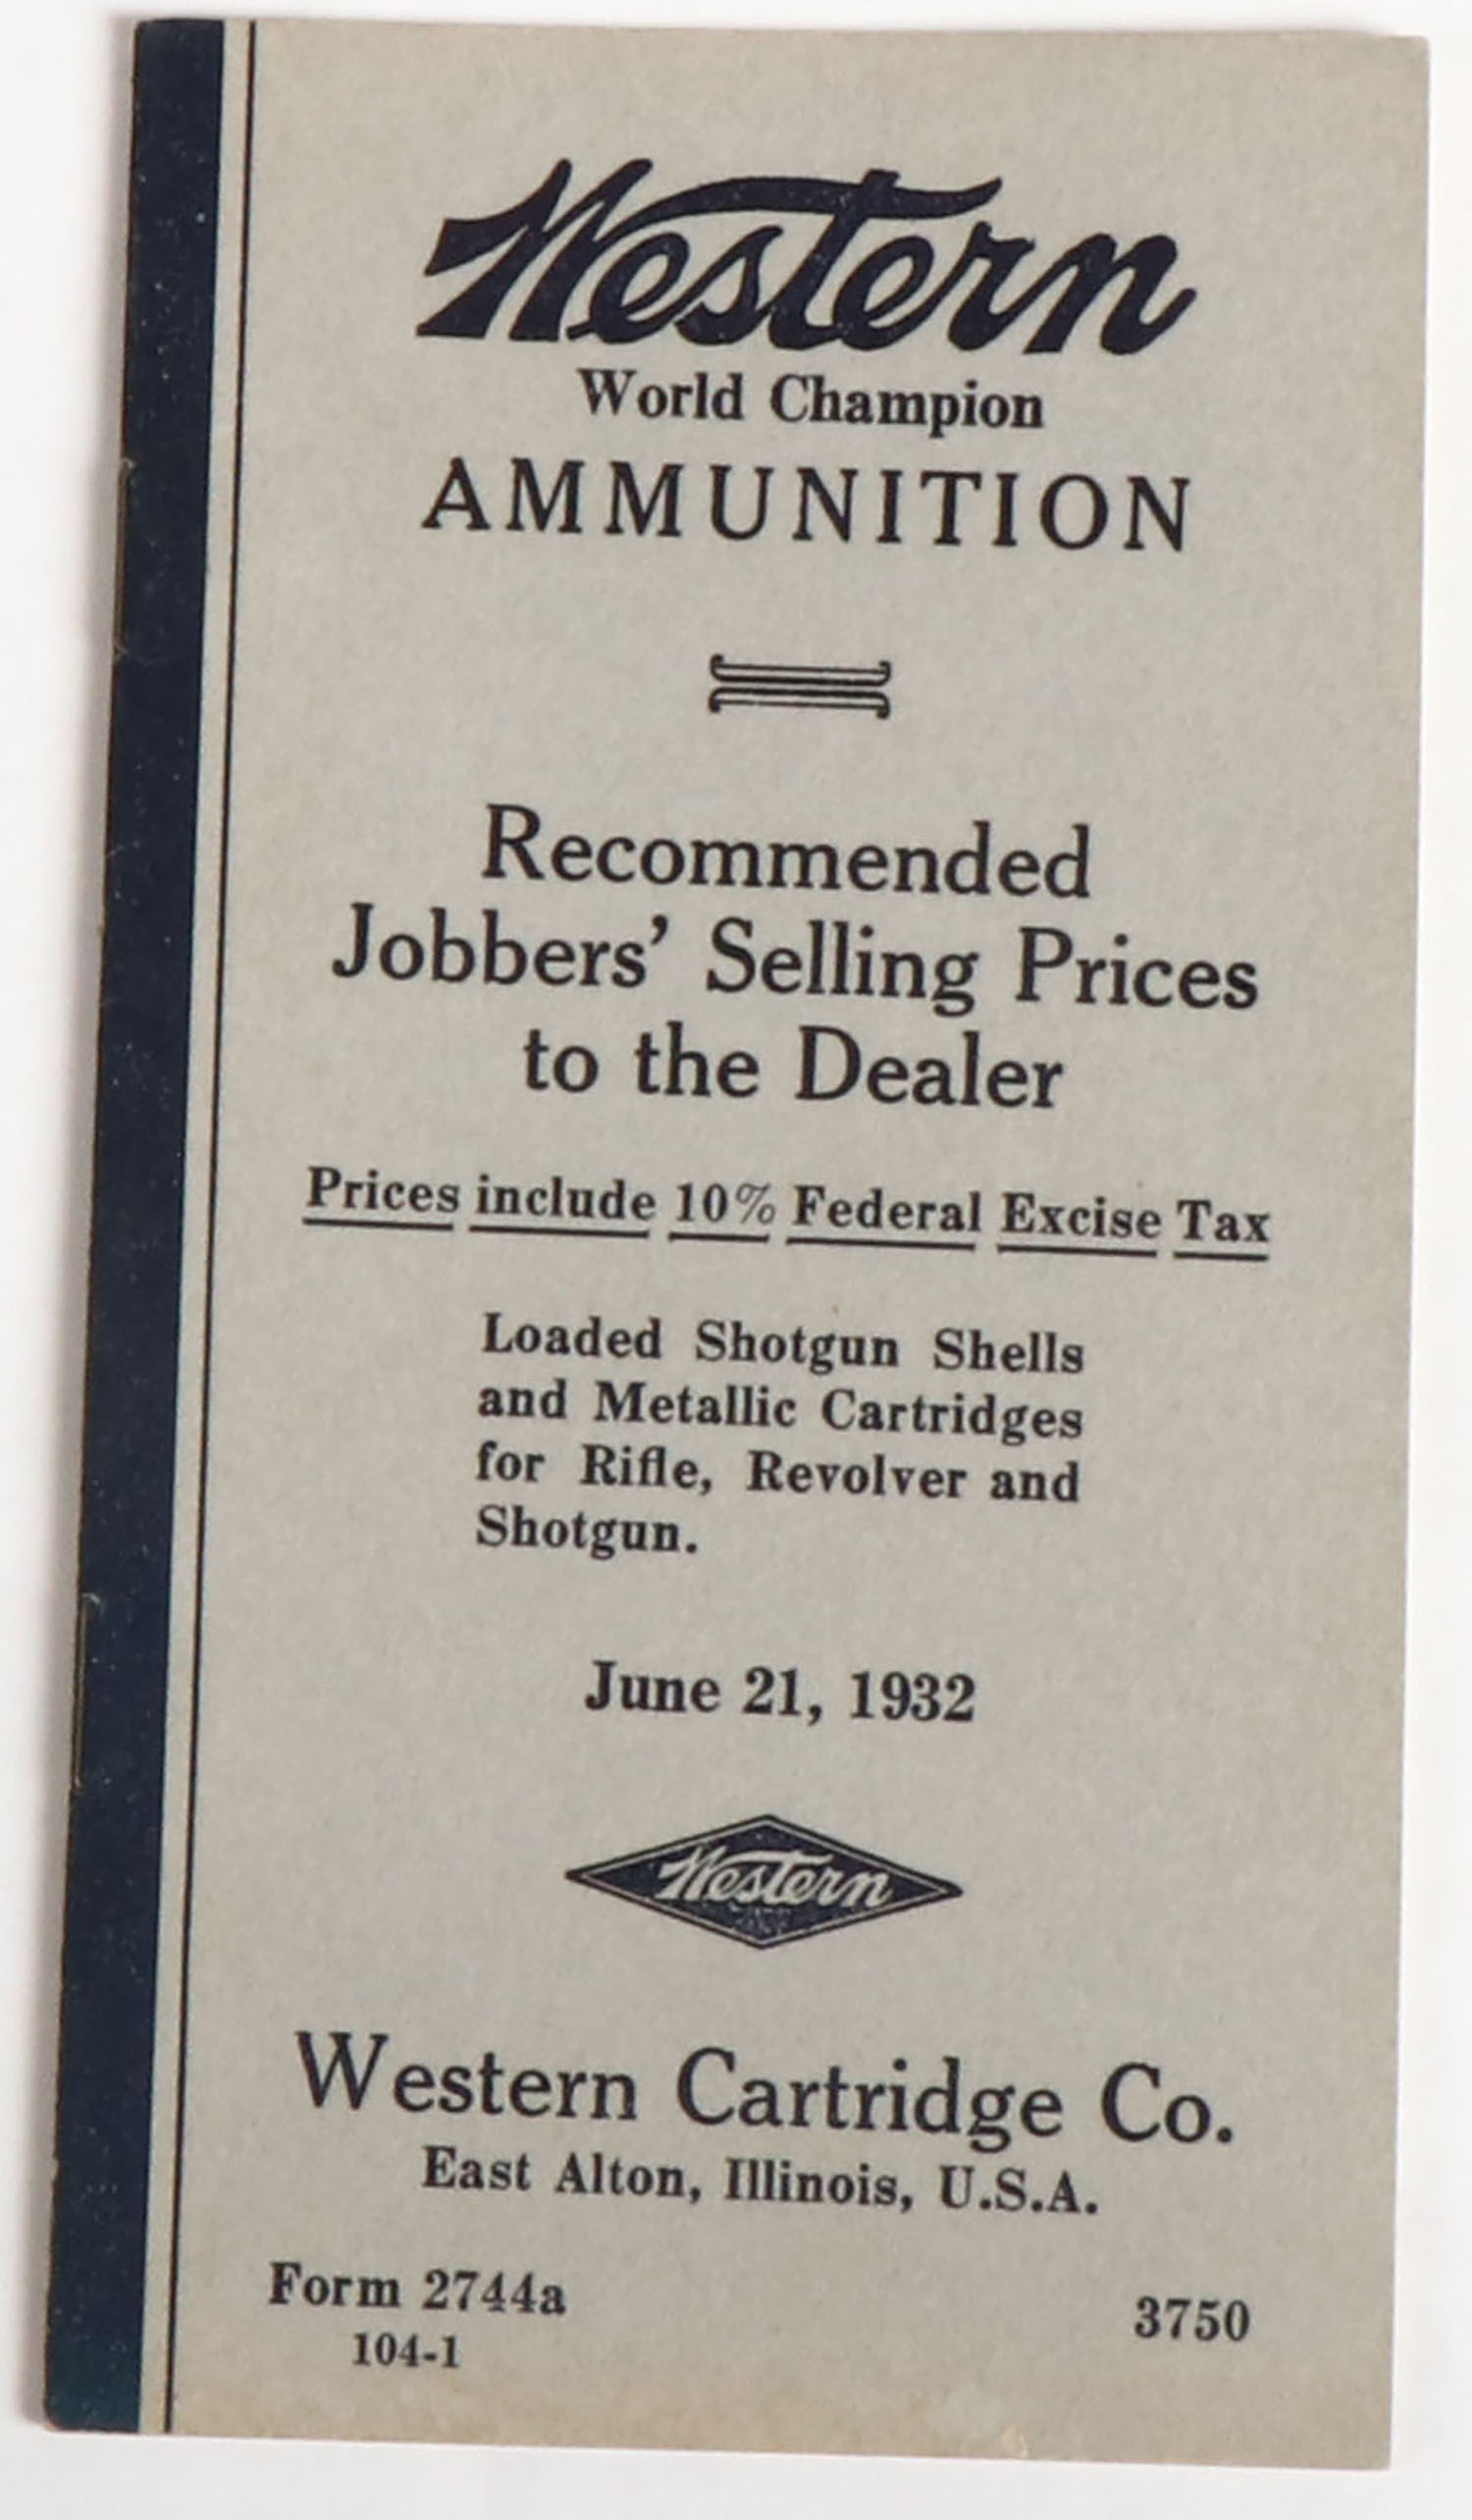 Western
World Champion
AMMUNITION
Recommended
Jobbers’ Selling Prices
to the Dealer
Prices include 10% Federal Excise Tax
Loaded Shotgun Shells
and Metallic Cartridges
for Rifle, Revolver and
Shotgun.
June 21, 1932
Western
Western Cartridge Co.
East Alton, Illinois, U.S.A.
Form 2744a
104-1
3750